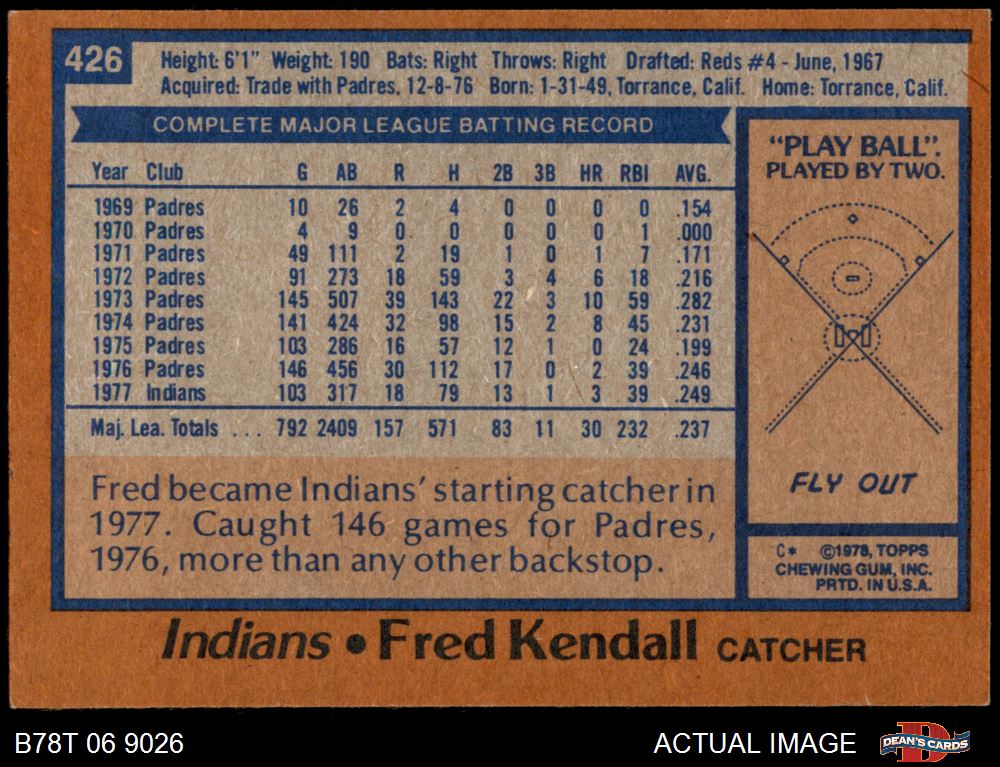 426
Height: 6'1" Weight: 190 Bats: Right Throws: Right Drafted: Reds #4 - June, 1967
Acquired: Trade with Padres, 12-8-76 Born: 1-31-49, Torrance, Calif. Home: Torrance, Calif.
COMPLETE MAJOR LEAGUE BATTING RECORD
Year Club G AB R H 2B 3B HR RBI AVG.
1969 Padres 10 26 2 4 0 0 0 0 .154
1970 Padres 4 9 0 0 0 0 0 1 .000
1971 Padres 49 111 2 19 1 0 1 7 .171
1972 Padres 91 273 18 59 3 4 6 18 .216
1973 Padres 145 507 39 143 22 3 10 59 .282
1974 Padres 141 424 32 98 15 2 8 45 .231
1975 Padres 103 286 16 57 12 1 0 24 .199
1976 Padres 146 456 30 112 17 0 2 39 .246
1977 Indians 103 317 18 79 13 1 3 39 .249
Maj. Lea. Totals ... 792 2409 157 571 83 11 30 232 .237
Fred became Indians' starting catcher in
1977. Caught 146 games for Padres,
1976, more than any other backstop.
"PLAY BALL".
PLAYED BY TWO.
FLY OUT
C* ©1978, TOPPS
CHEWING GUM, INC.
PRTD. IN U.S.A.
Indians • Fred Kendall CATCHER
B78T 06 9026
ACTUAL IMAGE
D
DEAN'S CARDS